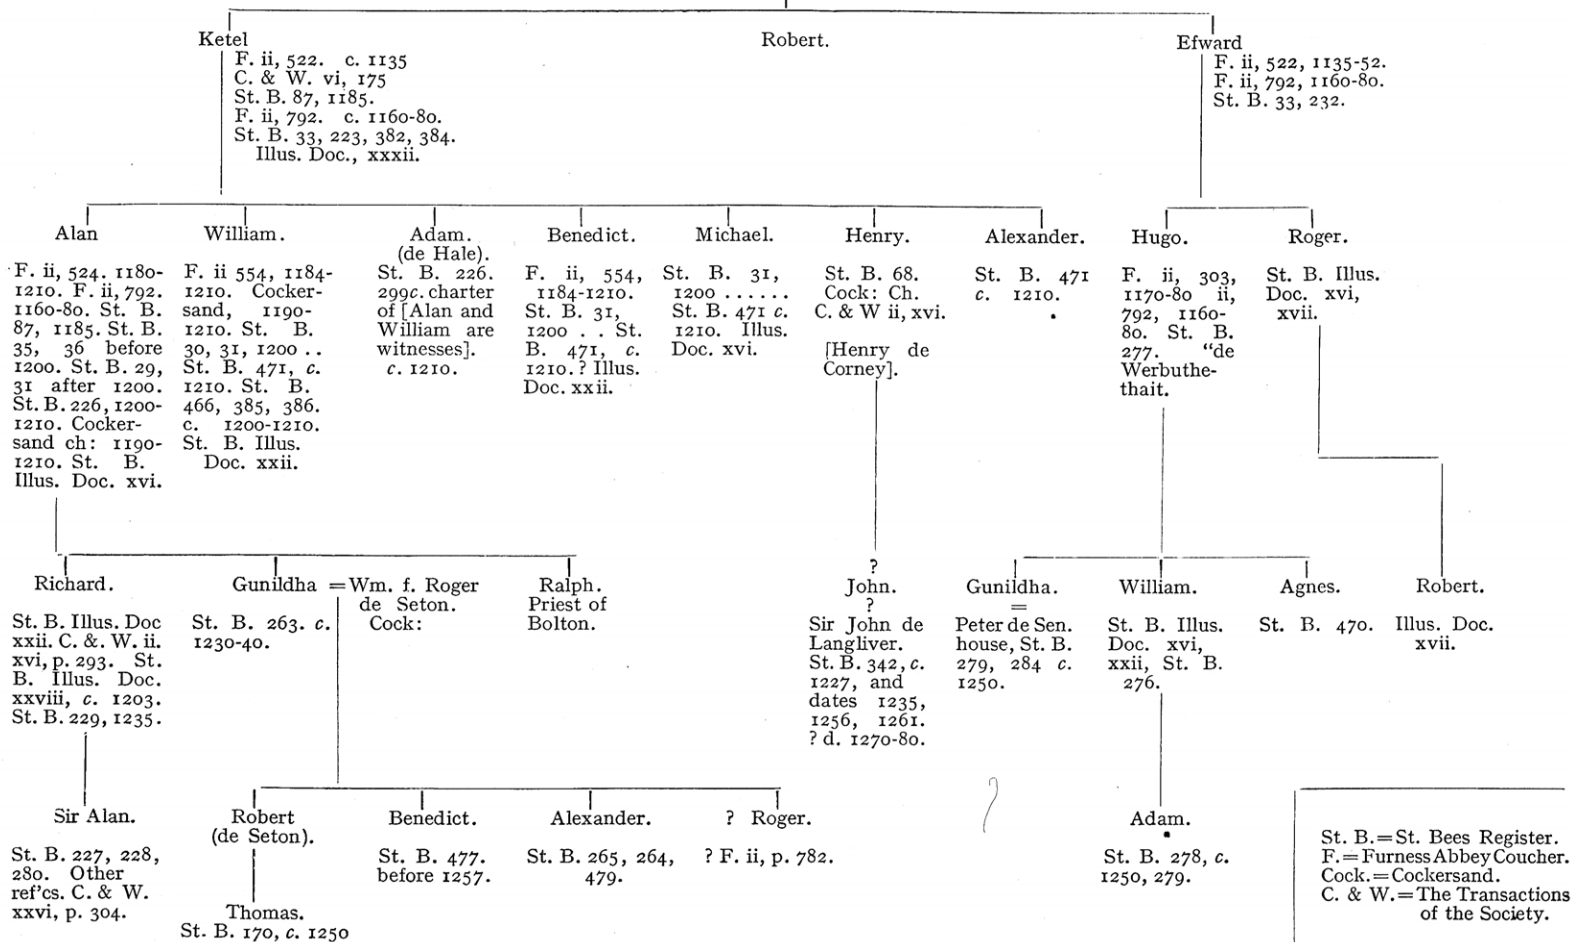 Ketel
F. ii, 522. c. 1135
C. & W. vi, 175
St. B. 87, 1185.
F. ii, 792. c. 1160-80.
St. B. 33, 223, 382, 384.
Illus. Doc., xxxii.
Robert.
Efward
F. ii, 522, 1135-52.
F. ii, 792, 1160-80.
St. B. 33, 232.
Alan
F. ii, 524. 1180-
1210. F. ii, 792.
1160-80. St. B.
87, 1185. St. B.
35, 36 before
1200. St. B. 29,
31 after 1200.
St. B. 226, 1200-
1210. Cocker-
sand ch: 1190-
1210. St. B.
Illus. Doc. xvi.
William.
F. ii 554, 1184-
1210. Cocker-
sand, 1190-
1210. St. B.
30, 31, 1200 ..
St. B. 471, c.
1210. St. B.
466, 385, 386.
c. 1200-1210.
St. B. Illus.
Doc. xxii.
Adam.
(de Hale).
St. B. 226.
299c. charter
of [Alan and
William are
witnesses].
c. 1210.
Benedict.
F. ii, 554,
1184-1210.
St. B. 31,
1200 . . St.
B. 471, c.
1210. ? Illus.
Doc. xxii.
Michael.
St. B. 31,
1200 ......
St. B. 471 c.
1210. Illus.
Doc. xvi.
Henry.
St. B. 68.
Cock: Ch.
C. & W ii, xvi.
[Henry de
Corney].
Alexander.
St. B. 471
c. 1210.
Hugo.
F. ii, 303,
1170-80 ii,
792, 1160-
80. St. B.
277. "de
Werbuthe-
thait.
Roger.
St. B. Illus.
Doc. xvi,
xvii.
Richard.
St. B. Illus. Doc
xxii. C. & W. ii.
xvi, p. 293. St.
B. Illus. Doc.
xxviii, c. 1203.
St. B. 229, 1235.
Gunildha = Wm. f. Roger
de Seton.
Cock:
St. B. 263. c.
1230-40.
Ralph.
Priest of
Bolton.
?
John.
?
Sir John de
Langliver.
St. B. 342, c.
1227, and
dates 1235,
1256, 1261.
? d. 1270-80.
Gunildha.
=
Peter de Sen.
house, St. B.
279, 284 c.
1250.
William.
St. B. Illus.
Doc. xvi,
xxii, St. B.
276.
Agnes.
St. B. 470.
Robert.
Illus. Doc.
xvii.
Sir Alan.
St. B. 227, 228,
280. Other
ref'cs. C. & W.
xxvi, p. 304.
Robert
(de Seton).
Thomas.
St. B. 170, c. 1250
Benedict.
St. B. 477.
before 1257.
Alexander.
St. B. 265, 264,
479.
? Roger.
? F. ii, p. 782.
?
Adam.
St. B. 278, c.
1250, 279.
St. B.=St. Bees Register.
F.=Furness Abbey Coucher.
Cock.=Cockersand.
C. & W.=The Transactions
of the Society.